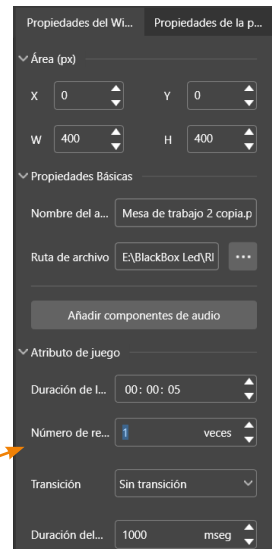 Propiedades del Wi... Propiedades de la p...
Área (px)
X 0 Y 0
W 400 H 400
Propiedades Básicas
Nombre del a... Mesa de trabajo 2 copia.p
Ruta de archivo E:\BlackBox Led\RI ...
Añadir componentes de audio
Atributo de juego
Duración de l... 00: 00: 05
Número de re... 1 veces
Transición Sin transición
Duración del... 1000 mseg